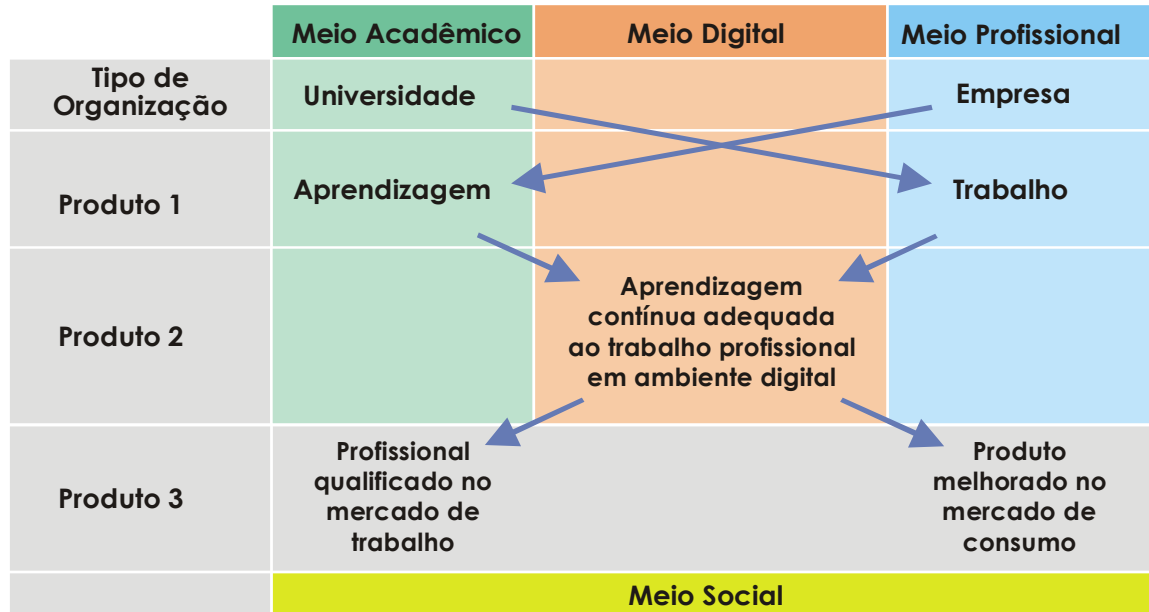 Meio Acadêmico
Meio Digital
Meio Profissional
Tipo de
Organização
Universidade
Empresa
Produto 1
Aprendizagem
Trabalho
Produto 2
Aprendizagem
contínua adequada
ao trabalho profissional
em ambiente digital
Produto 3
Profissional
qualificado no
mercado de
trabalho
Produto
melhorado no
mercado de
consumo
Meio Social